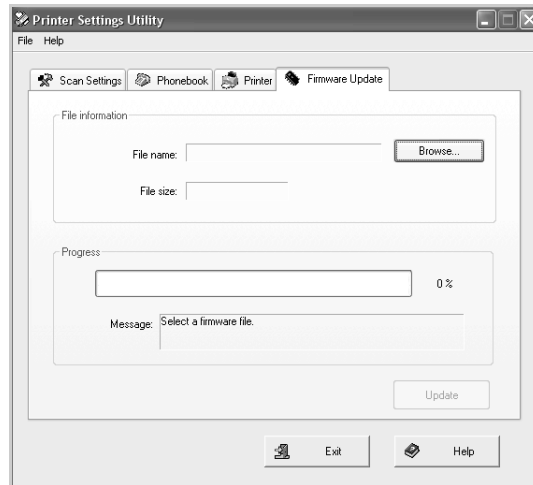 Printer Settings Utility
File Help
Scan Settings Phonebook Printer Firmware Update
File information
File name: Browse...
File size:
Progress
0 %
Message: Select a firmware file.
Update
Exit Help